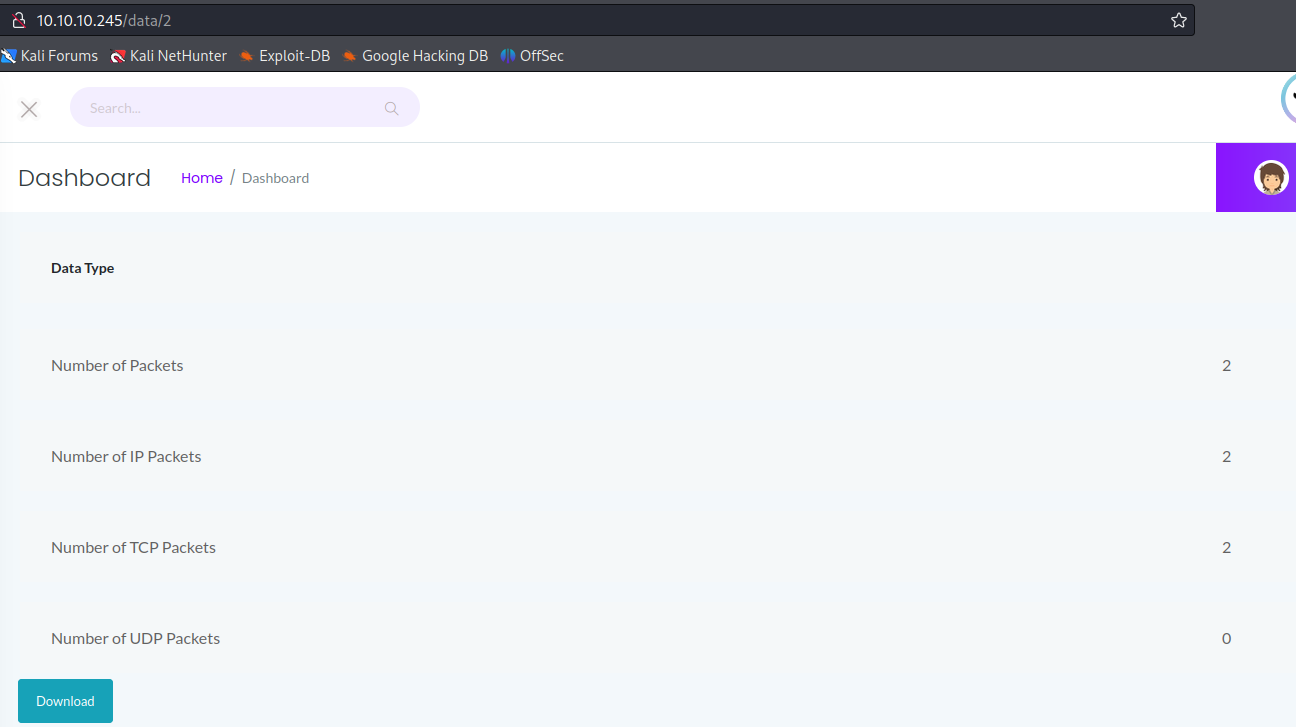 10.10.10.245/data/2
Kali Forums Kali NetHunter Exploit-DB Google Hacking DB OffSec
Search...
Dashboard Home / Dashboard
Data Type
Number of Packets 2
Number of IP Packets 2
Number of TCP Packets 2
Number of UDP Packets 0
Download